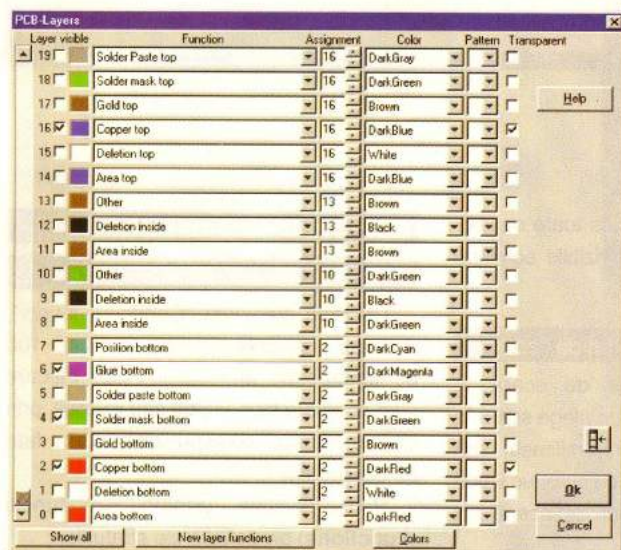 PCB-Layers
Layer visible Function Assignment Color Pattern Transparent
19 Solder Paste top 16 DarkGray
18 Solder mask top 16 DarkGreen
Help
17 Gold top 16 Brown
16 Copper top 16 DarkBlue
15 Deletion top 16 White
14 Area top 16 DarkBlue
13 Other 13 Brown
12 Deletion inside 13 Black
11 Area inside 13 Brown
10 Other 10 DarkGreen
9 Deletion inside 10 Black
8 Area inside 10 DarkGreen
7 Position bottom 2 DarkCyan
6 Glue bottom 2 DarkMagenta
5 Solder paste bottom 2 DarkGray
4 Solder mask bottom 2 DarkGreen
3 Gold bottom 2 Brown
2 Copper bottom 2 DarkRed
1 Deletion bottom 2 White
Ok
0 Area bottom 2 DarkRed
Show all New layer functions Colors Cancel